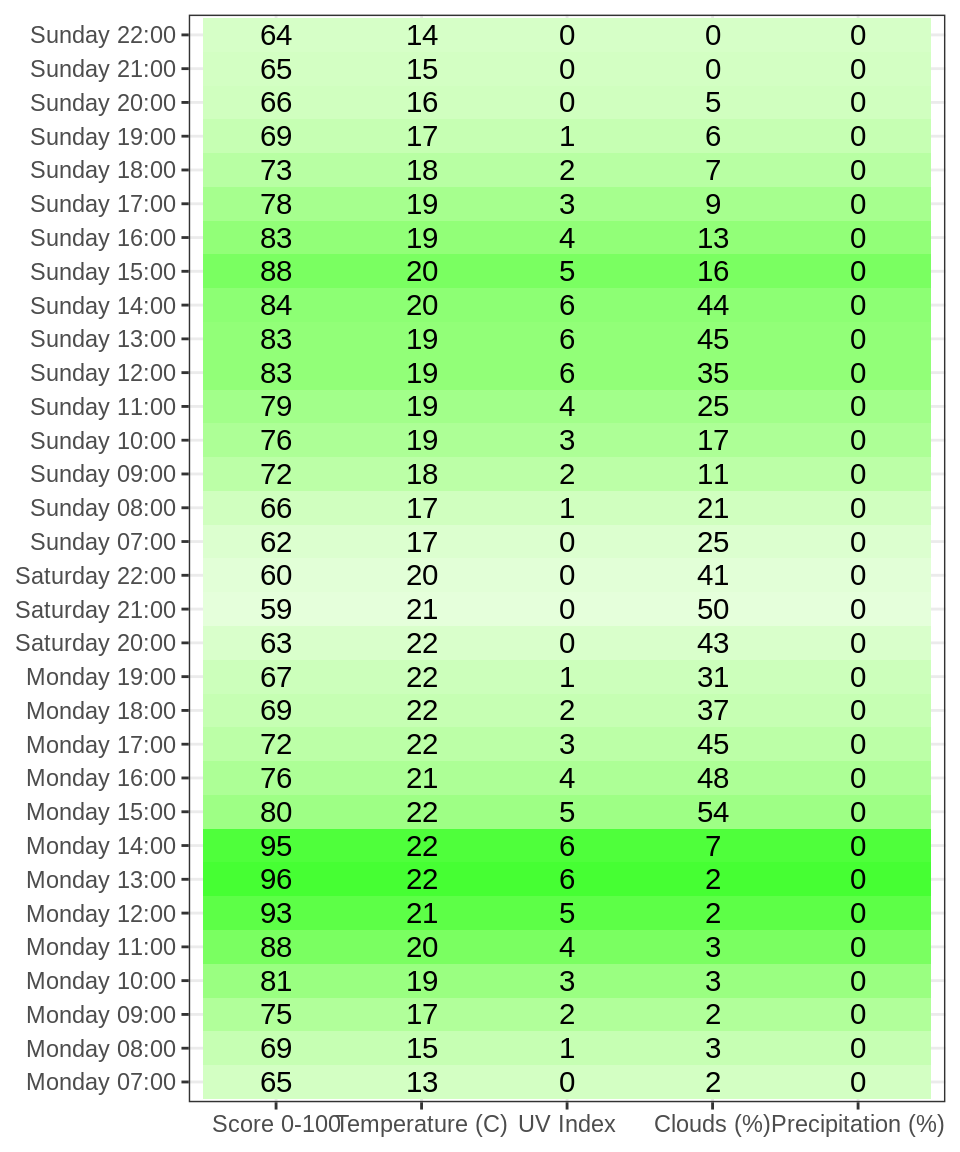 Sunday 22:00 64 14 0 0 0
Sunday 21:00 65 15 0 0 0
Sunday 20:00 66 16 0 5 0
Sunday 19:00 69 17 1 6 0
Sunday 18:00 73 18 2 7 0
Sunday 17:00 78 19 3 9 0
Sunday 16:00 83 19 4 13 0
Sunday 15:00 88 20 5 16 0
Sunday 14:00 84 20 6 44 0
Sunday 13:00 83 19 6 45 0
Sunday 12:00 83 19 6 35 0
Sunday 11:00 79 19 4 25 0
Sunday 10:00 76 19 3 17 0
Sunday 09:00 72 18 2 11 0
Sunday 08:00 66 17 1 21 0
Sunday 07:00 62 17 0 25 0
Saturday 22:00 60 20 0 41 0
Saturday 21:00 59 21 0 50 0
Saturday 20:00 63 22 0 43 0
Monday 19:00 67 22 1 31 0
Monday 18:00 69 22 2 37 0
Monday 17:00 72 22 3 45 0
Monday 16:00 76 21 4 48 0
Monday 15:00 80 22 5 54 0
Monday 14:00 95 22 6 7 0
Monday 13:00 96 22 6 2 0
Monday 12:00 93 21 5 2 0
Monday 11:00 88 20 4 3 0
Monday 10:00 81 19 3 3 0
Monday 09:00 75 17 2 2 0
Monday 08:00 69 15 1 3 0
Monday 07:00 65 13 0 2 0
Score 0-100 Temperature (C) UV Index Clouds (%) Precipitation (%)